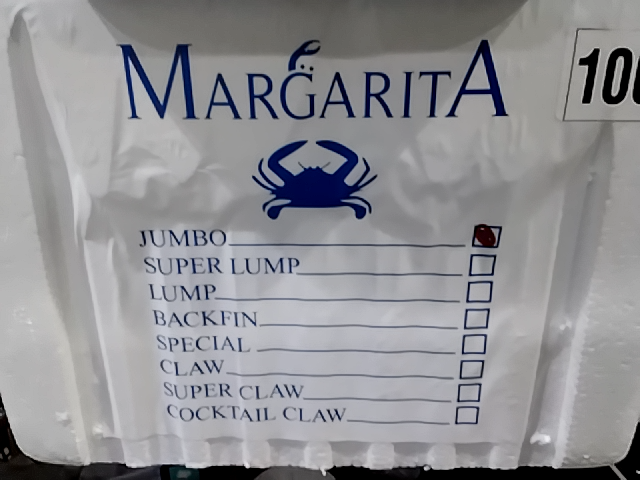 MARGARITA
JUMBO
SUPER LUMP
LUMP
BACKFIN
SPECIAL
CLAW
SUPER CLAW
COCKTAIL CLAW